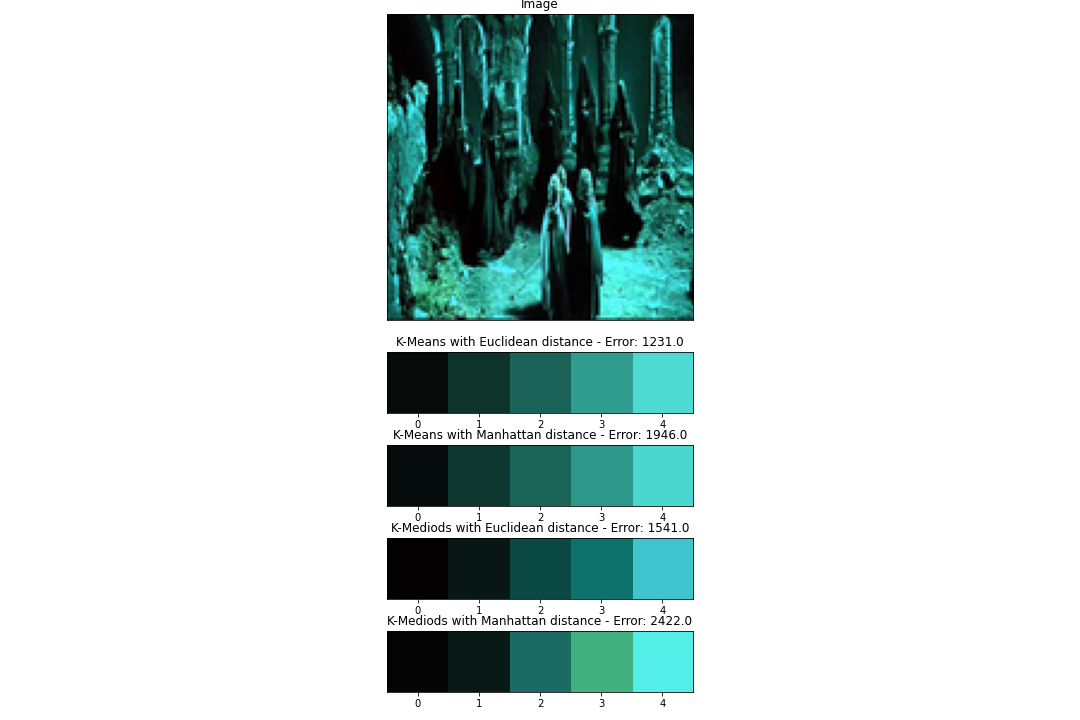 Image
K-Means with Euclidean distance - Error: 1231.0
0 1 2 3 4
K-Means with Manhattan distance - Error: 1946.0
0 1 2 3 4
K-Mediods with Euclidean distance - Error: 1541.0
0 1 2 3 4
K-Mediods with Manhattan distance - Error: 2422.0
0 1 2 3 4